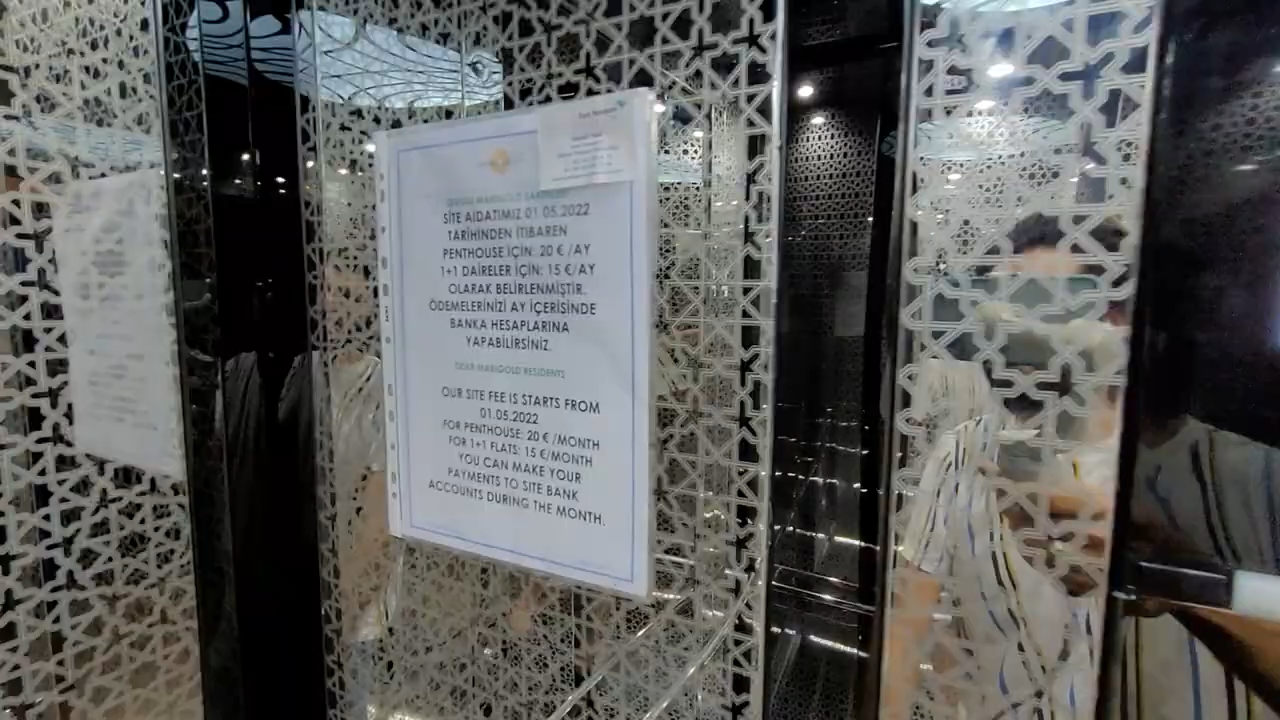 SİTE AIDATIMIZ 01.05.2022
TARİHİNDEN İTİBAREN
PENTHOUSE İÇİN: 20 € /AY
1+1 DAİRELER İÇİN: 15 €/AY
OLARAK BELİRLENMİŞTİR.
ÖDEMELERİNİZİ AY İÇERİSİNDE
BANKA HESAPLARINA
YAPABİLİRSİNİZ.
DEAR MARIGOLD RESIDENTS
OUR SITE FEE IS STARTS FROM
01.05.2022
FOR PENTHOUSE: 20 € /MONTH
FOR 1+1 FLATS: 15 €/MONTH
YOU CAN MAKE YOUR
PAYMENTS TO SITE BANK
ACCOUNTS DURING THE MONTH.